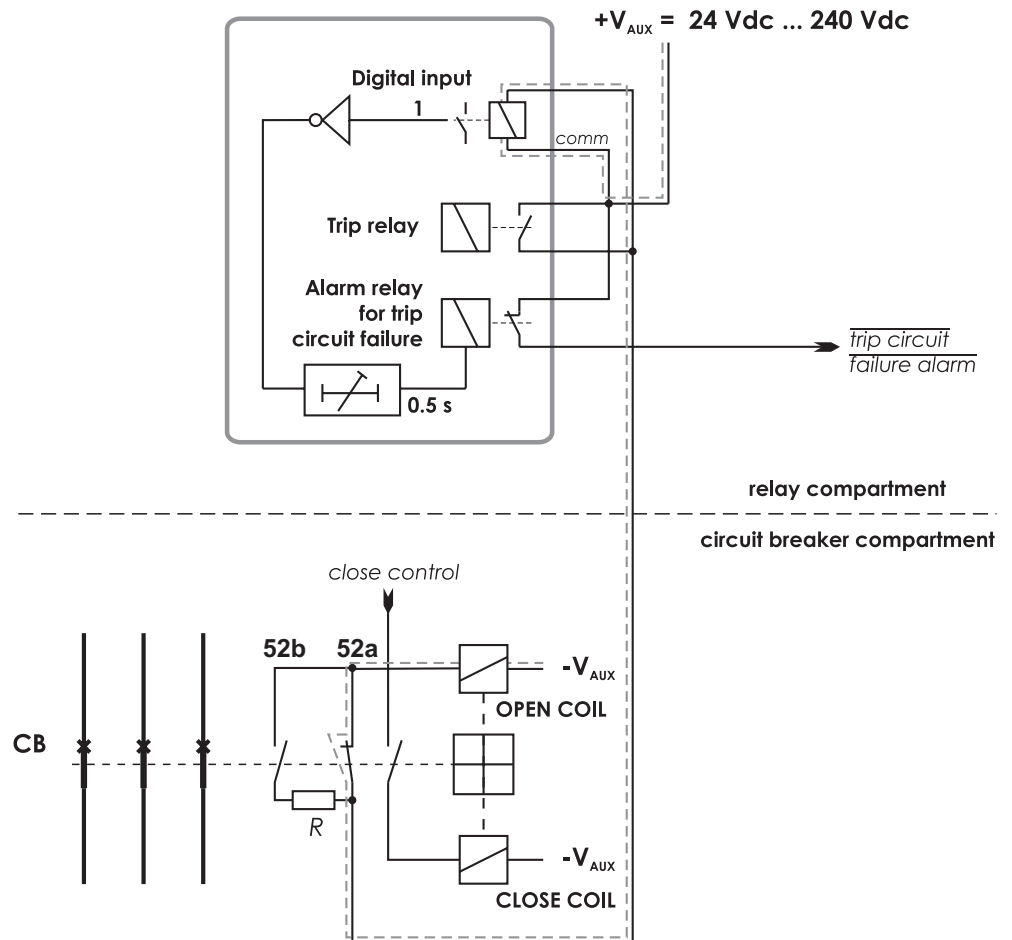 +VAUX = 24 Vdc ... 240 Vdc
Digital input
1
comm
Trip relay
Alarm relay
for trip
circuit failure
trip circuit
failure alarm
0.5 s
relay compartment
circuit breaker compartment
close control
52b
52a
-VAUX
OPEN COIL
CB
R
-VAUX
CLOSE COIL